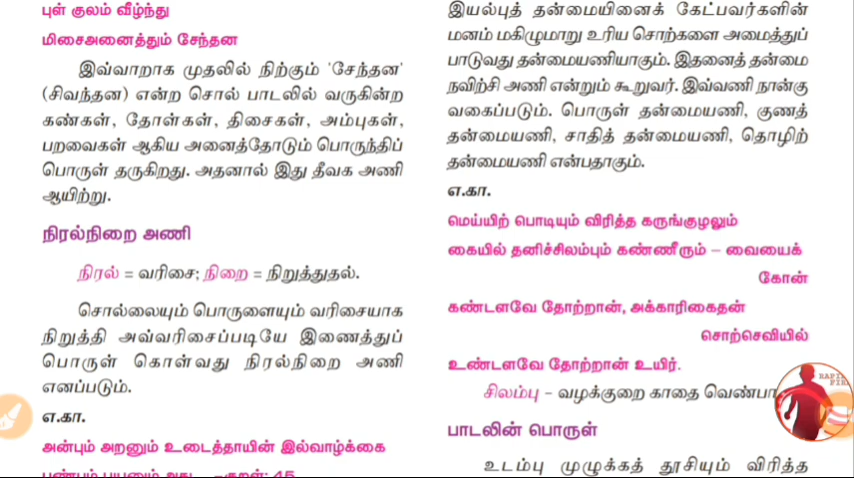 புள் குலம் வீழ்ந்து
மிசைஅனைத்தும் சேந்தன
இவ்வாறாக முதலில் நிற்கும் 'சேந்தன'
(சிவந்தன) என்ற சொல் பாடலில் வருகின்ற
கண்கள், தோள்கள், திசைகள், அம்புகள்,
பறவைகள் ஆகிய அனைத்தோடும் பொருந்திப்
பொருள் தருகிறது. அதனால் இது தீவக அணி
ஆயிற்று.
நிரல்நிறை அணி
நிரல் = வரிசை; நிறை = நிறுத்துதல்.
சொல்லையும் பொருளையும் வரிசையாக
நிறுத்தி அவ்வரிசைப்படியே இணைத்துப்
பொருள் கொள்வது நிரல்நிறை அணி
எனப்படும்.
எ.கா.
அன்பும் அறனும் உடைத்தாயின் இல்வாழ்க்கை
பண்பும் பயனும் அது. –குறள்: 45
இயல்புத் தன்மையினைக் கேட்பவர்களின்
மனம் மகிழுமாறு உரிய சொற்களை அமைத்துப்
பாடுவது தன்மையணியாகும். இதனைத் தன்மை
நவிற்சி அணி என்றும் கூறுவர். இவ்வணி நான்கு
வகைப்படும். பொருள் தன்மையணி, குணத்
தன்மையணி, சாதித் தன்மையணி, தொழிற்
தன்மையணி என்பதாகும்.
எ.கா.
மெய்யிற் பொடியும் விரித்த கருங்குழலும்
கையில் தனிச்சிலம்பும் கண்ணீரும் – வையைக்
கோன்
கண்டளவே தோற்றான், அக்காரிகைதன்
சொற்செவியில்
உண்டளவே தோற்றான் உயிர்.
சிலம்பு – வழக்குறை காதை வெண்பா
பாடலின் பொருள்
உடம்பு முழுக்கத் தூசியும் விரித்த